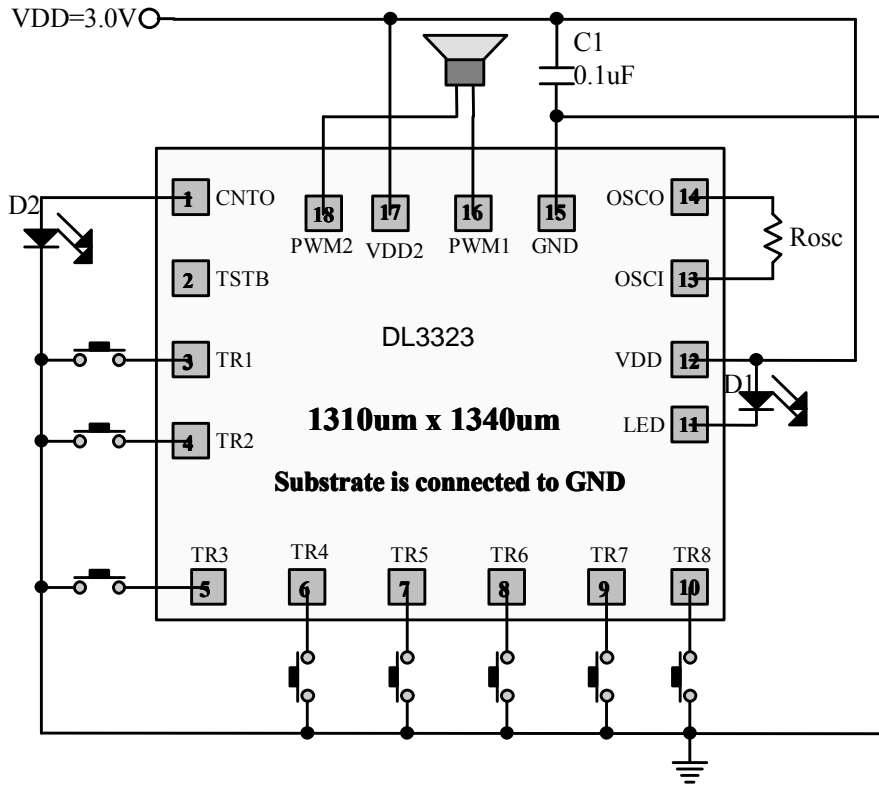 VDD=3.0V
C1
0.1uF
D2
1 CNTO
18
PWM2
17
VDD2
16
PWM1
15
GND
OSCO 14
Rosc
2 TSTB
OSCI 13
DL3323
3 TR1
VDD 12
D1
1310um x 1340um
4 TR2
LED 11
Substrate is connected to GND
TR3
5
TR4
6
TR5
7
TR6
8
TR7
9
TR8
10